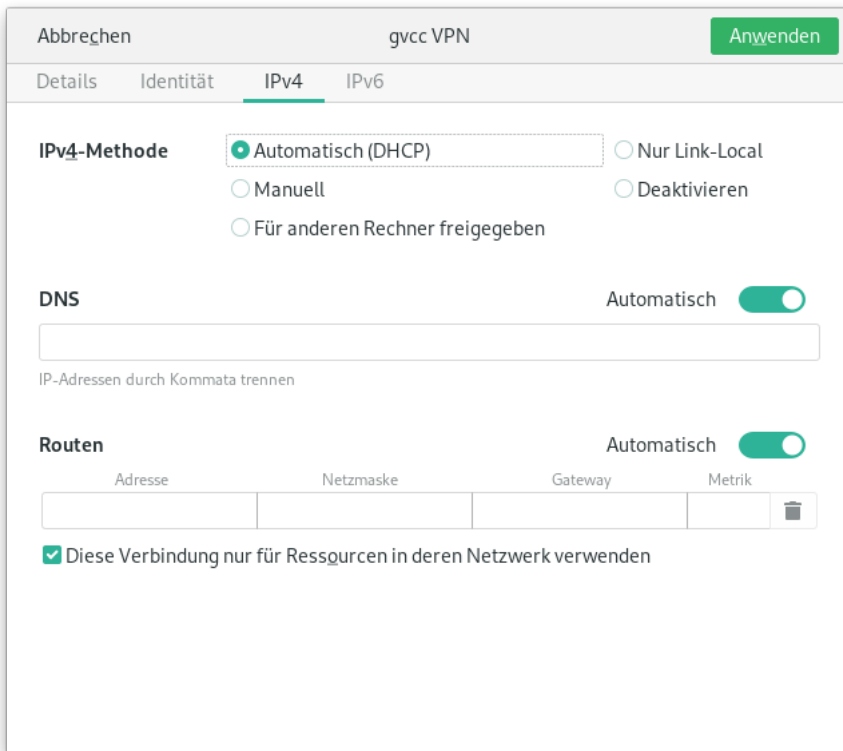 Abbrechen gvcc VPN Anwenden
Details Identität IPv4 IPv6
IPv4-Methode Automatisch (DHCP) Nur Link-Local
Manuell Deaktivieren
Für anderen Rechner freigegeben
DNS Automatisch
IP-Adressen durch Kommata trennen
Routen Automatisch
Adresse Netzmaske Gateway Metrik
Diese Verbindung nur für Ressourcen in deren Netzwerk verwenden